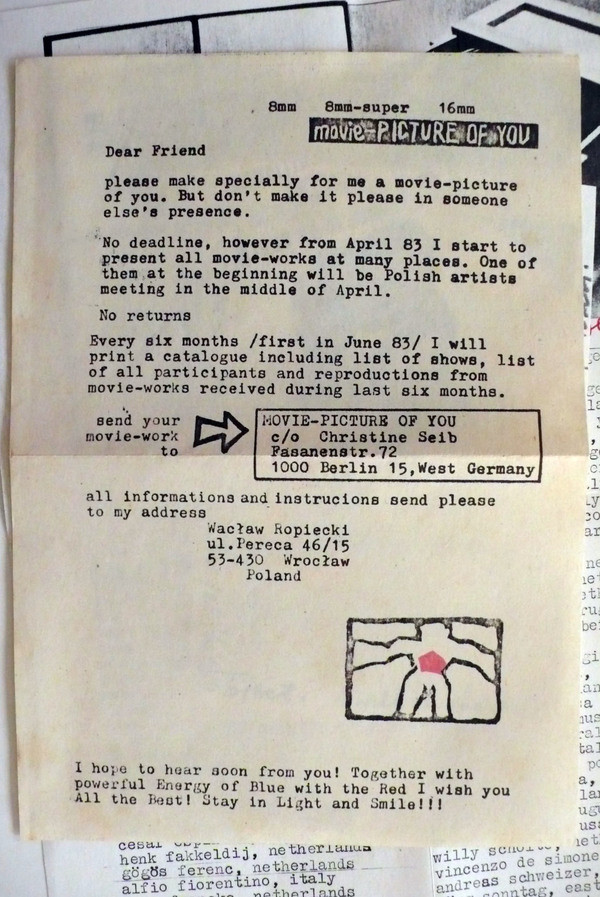 8mm 8mm-super 16mm
movie-PICTURE OF YOU
Dear Friend
please make specially for me a movie-picture
of you. But don't make it please in someone
else's presence.
No deadline, however from April 83 I start to
present all movie-works at many places. One of
them at the beginning will be Polish artists
meeting in the middle of April.
No returns
Every six months /first in June 83/ I will
print a catalogue including list of shows, list
of all participants and reproductions from
movie-works received during last six months.
send your
movie-work
to
MOVIE-PICTURE OF YOU
c/o Christine Seib
Fasanenstr.72
1000 Berlin 15,West Germany
all informations and instrucions send please
to my address
Wacław Ropiecki
ul.Pereca 46/15
53-430 Wrocław
Poland
I hope to hear soon from you! Together with
powerful Energy of Blue with the Red I wish you
All the Best! Stay in Light and Smile!!!
henk fakkeldij, netherlands
gögös ferenc, netherlands
alfio fiorentino, italy
netherlands
willy
vincenzo de simone
andreas schweizer,
sonntag, east